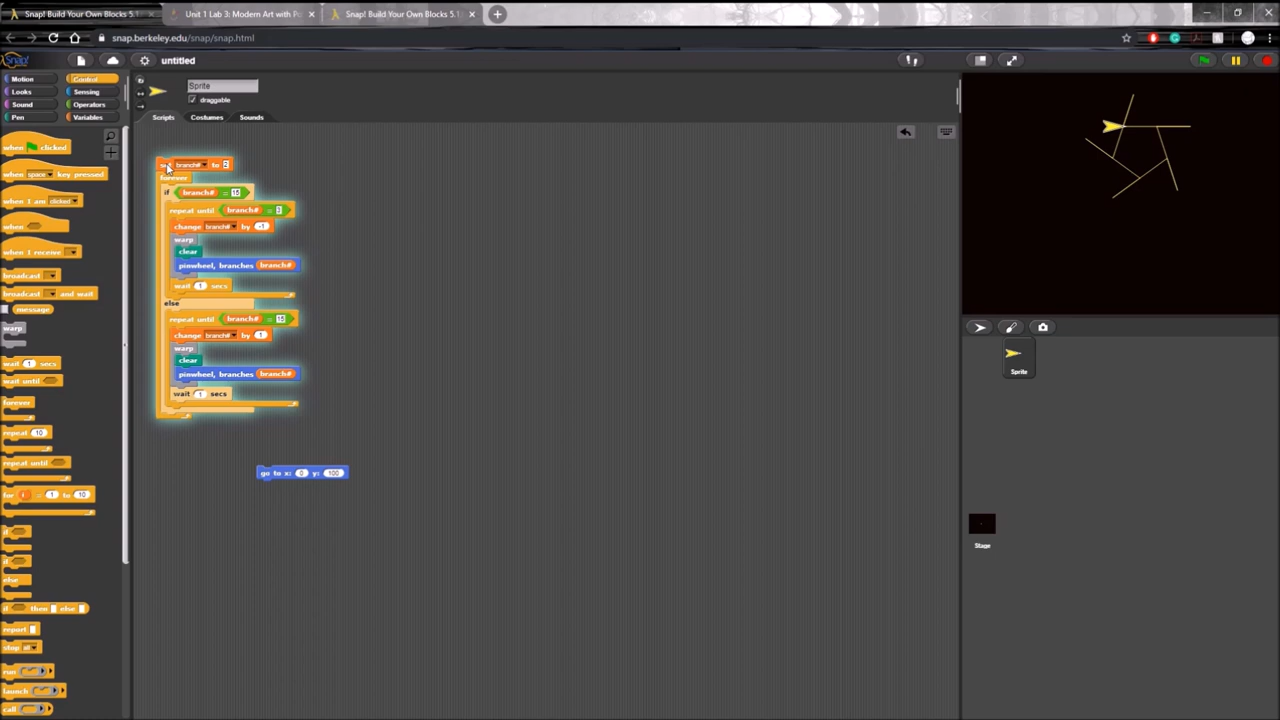 Snap! Build Your Own Blocks 5.1
Unit 1 Lab 3: Modern Art with Po
Snap! Build Your Own Blocks 5.1
snap.berkeley.edu/snap/snap.html
Snap!
untitled
Motion
Control
Looks
Sensing
Sound
Operators
Pen
Variables
Sprite
draggable
Scripts
Costumes
Sounds
when clicked
when space key pressed
when I am clicked
when
when I receive
broadcast
broadcast and wait
message
warp
wait 1 secs
wait until
forever
repeat 10
repeat until
for i = 1 to 10
if
if
else
if then else
report
stop all
run
launch
call
set branch# to 2
forever
if branch# = 15
repeat until branch# = 2
change branch# by -1
warp
clear
pinwheel, branches branch#
wait 1 secs
else
repeat until branch# = 15
change branch# by 1
warp
clear
pinwheel, branches branch#
wait 1 secs
go to x: 0 y: 100
Sprite
Stage